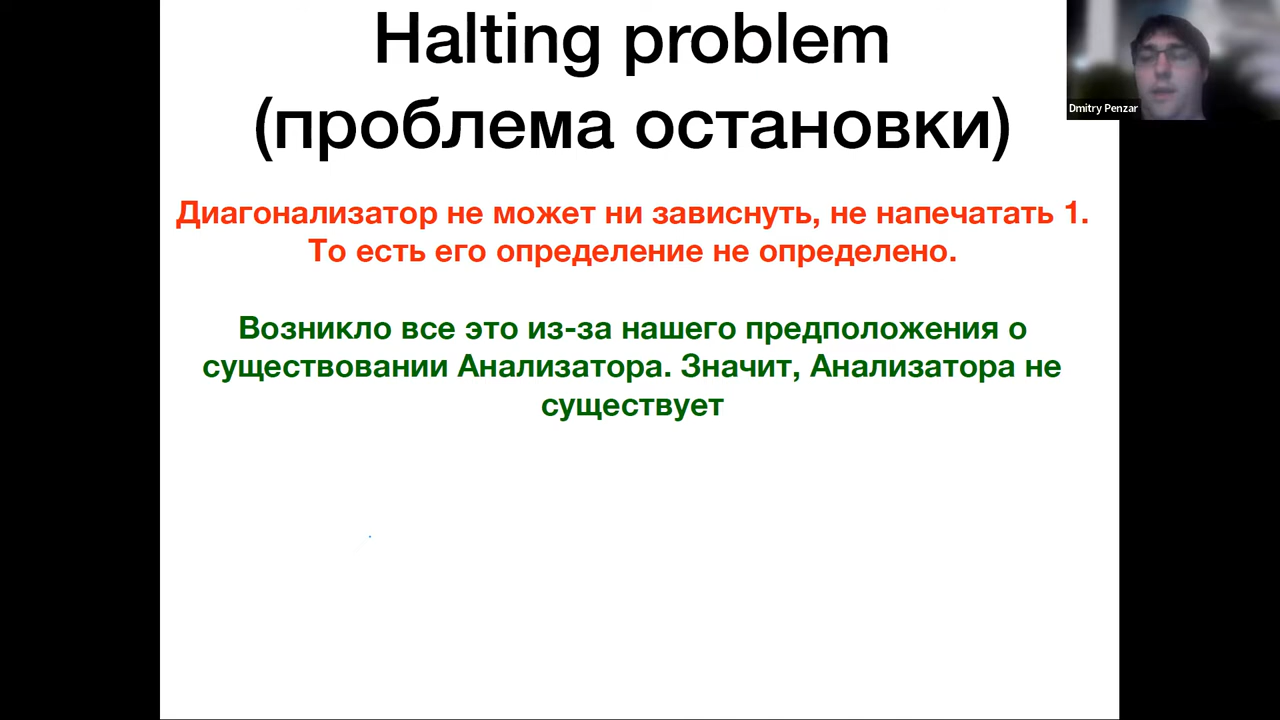 Halting problem
(проблема остановки)
Dmitry Penzar
Диагонализатор не может ни зависнуть, не напечатать 1.
То есть его определение не определено.
Возникло все это из-за нашего предположения о
существовании Анализатора. Значит, Анализатора не
существует